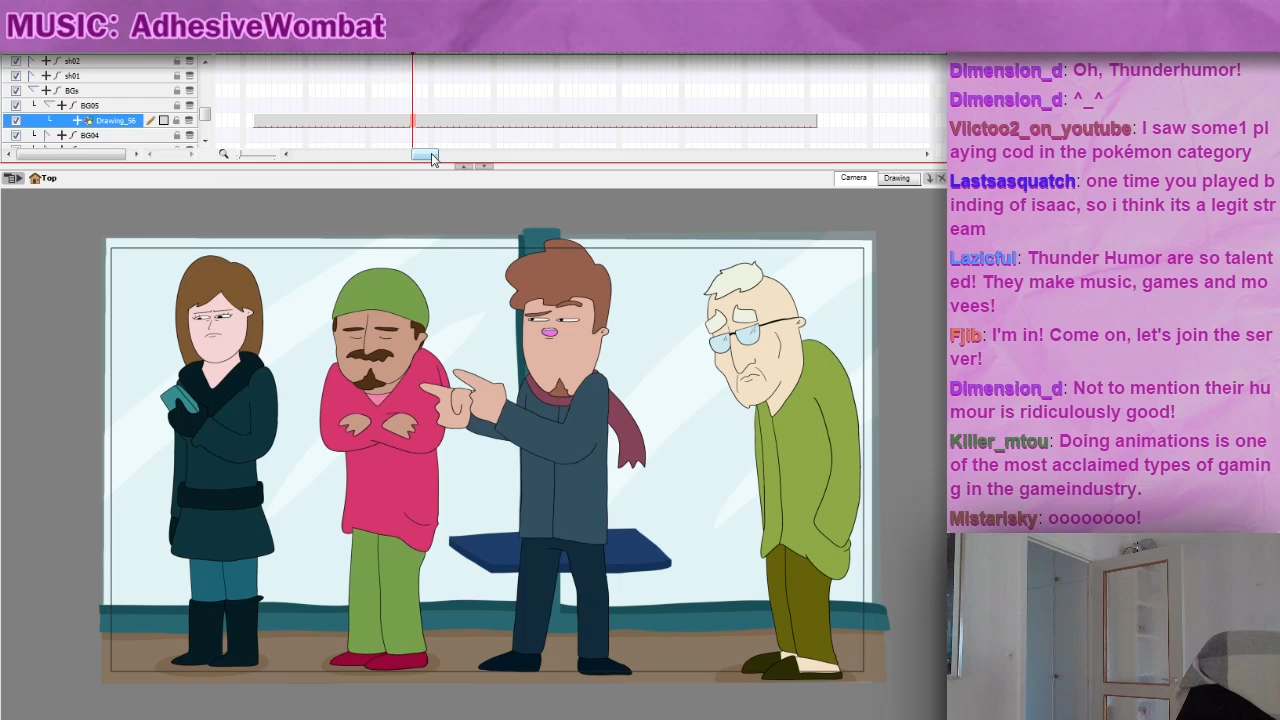 MUSIC: AdhesiveWombat
sh02
sh01
BGs
BG05
Drawing_56
BG04
Top
Camera
Drawing
Dimension_d: Oh, Thunderhumor!
Dimension_d: ^_^
Viictoo2_on_youtube: I saw some1 pl
aying cod in the pokémon category
Lastsasquatch: one time you played b
inding of isaac, so i think its a legit str
eam
Lazicful: Thunder Humor are so talent
ed! They make music, games and mo
vees!
Fjib: I'm in! Come on, let's join the ser
ver!
Dimension_d: Not to mention their hu
mour is ridiculously good!
Killer_mtou: Doing animations is one
of the most acclaimed types of gamin
g in the gameindustry.
Mistarisky: oooooooo!